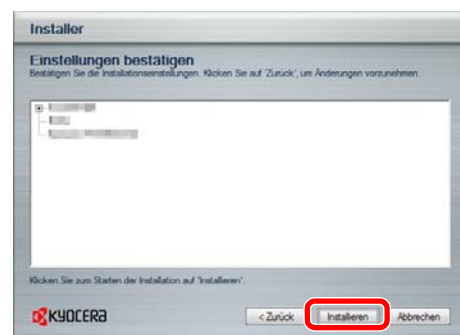 Installer
Einstellungen bestätigen
Bestätigen Sie die Installationseinstellungen. Klicken Sie auf 'Zurück', um Änderungen vorzunehmen.
Klicken Sie zum Starten der Installation auf 'Installieren'.
KYOCERA
< Zurück
Installieren
Abbrechen